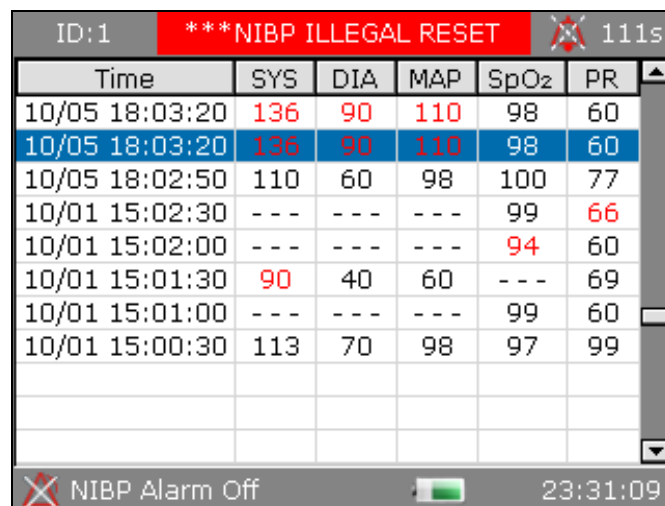 ID:1 ***NIBP ILLEGAL RESET 111s
Time SYS DIA MAP SpO₂ PR
10/05 18:03:20 136 90 110 98 60
10/05 18:03:20 136 90 110 98 60
10/05 18:02:50 110 60 98 100 77
10/01 15:02:30 --- --- --- 99 66
10/01 15:02:00 --- --- --- 94 60
10/01 15:01:30 90 40 60 --- 69
10/01 15:01:00 --- --- --- 99 60
10/01 15:00:30 113 70 98 97 99
NIBP Alarm Off 23:31:09